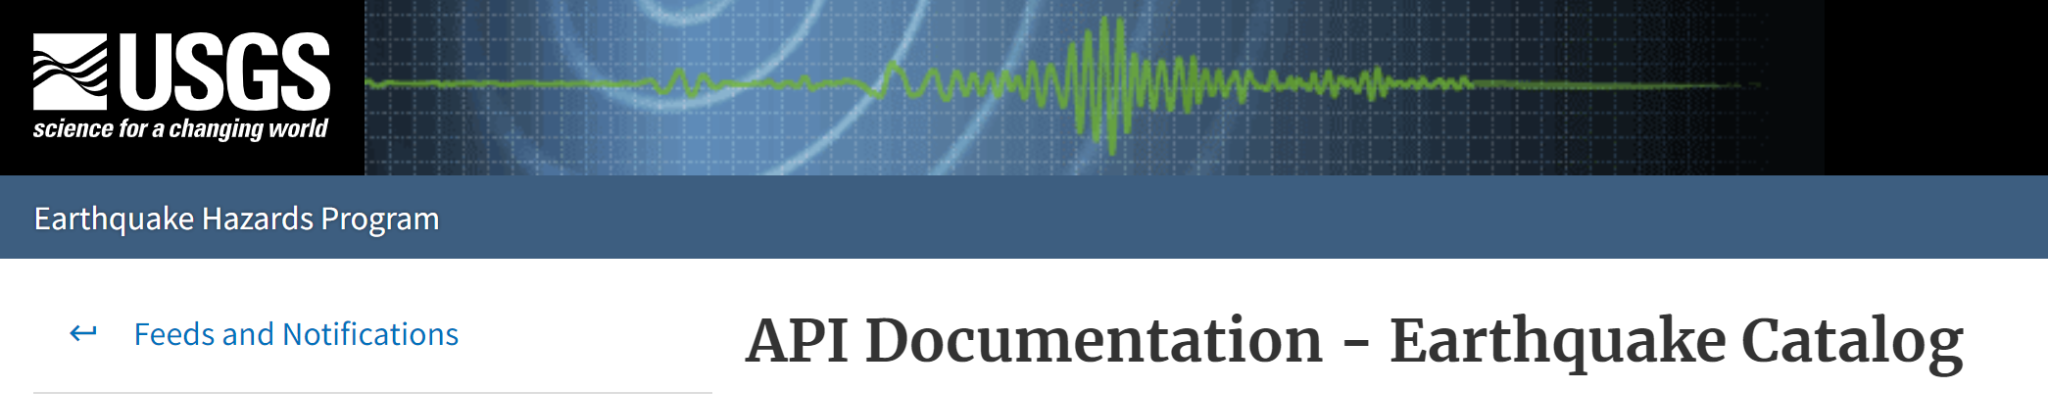 USGS
science for a changing world
Earthquake Hazards Program
Feeds and Notifications
API Documentation - Earthquake Catalog